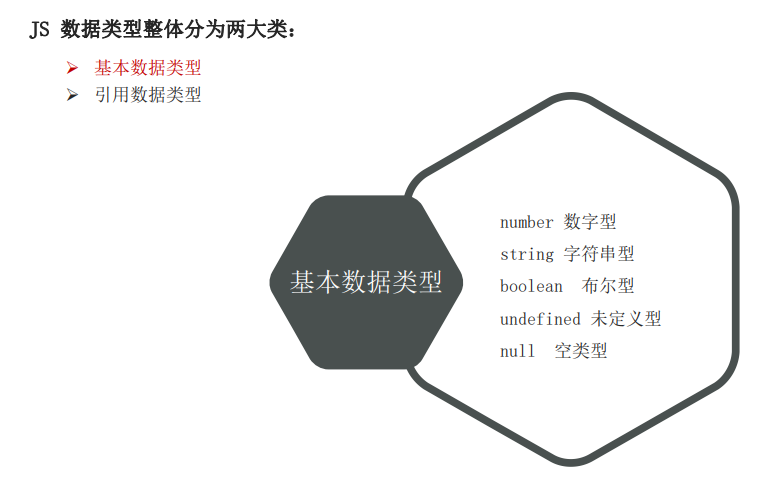 JS 数据类型整体分为两大类：
➢ 基本数据类型
➢ 引用数据类型
基本数据类型
number 数字型
string 字符串型
boolean 布尔型
undefined 未定义型
null 空类型